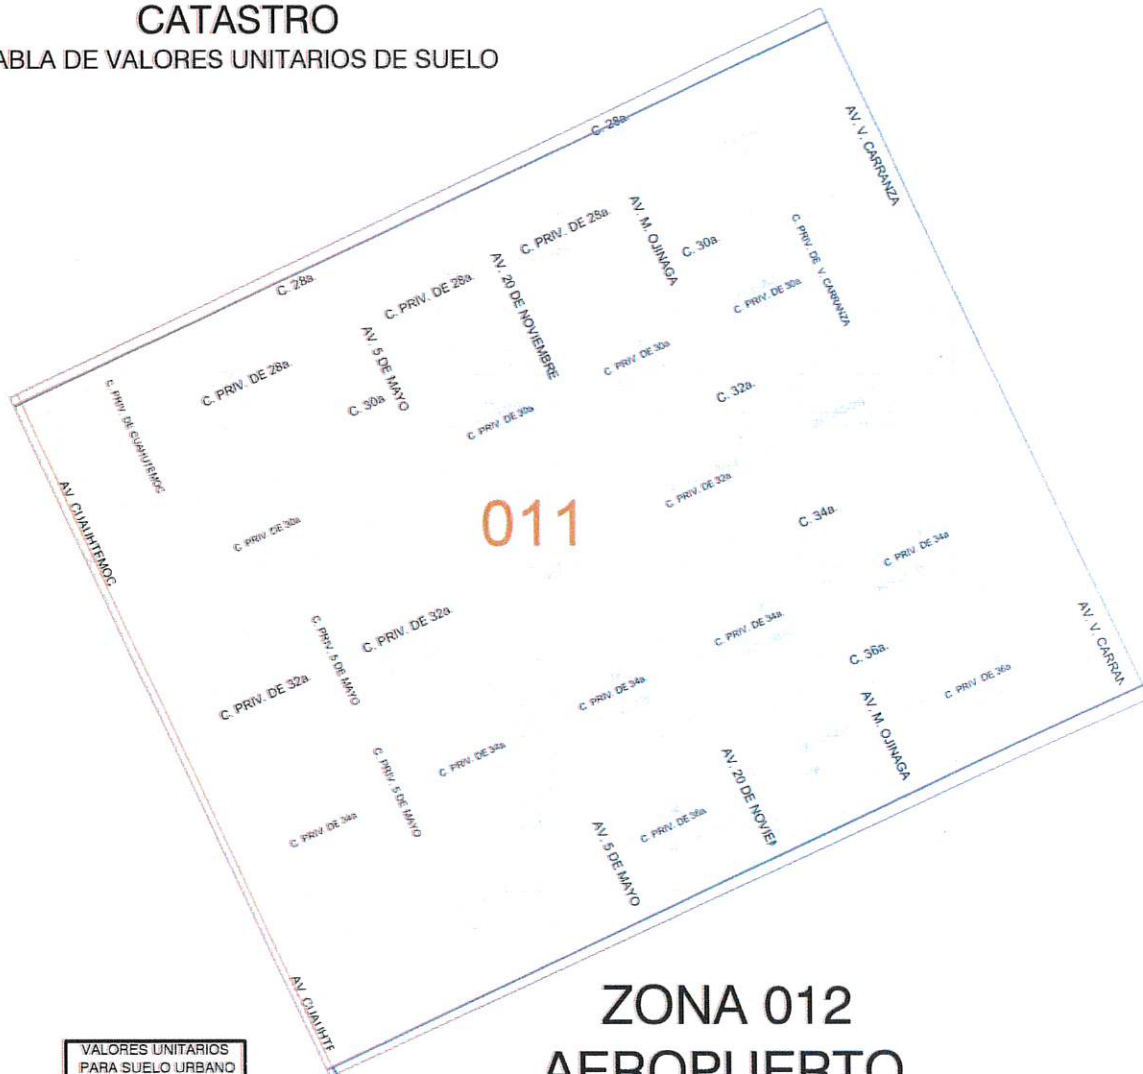 CATASTRO
ABLA DE VALORES UNITARIOS DE SUELO
C. 28a.
AV. V. CARRANZA
C. PRIV. DE 28a.
AV. M. OJINAGA
C. 30a.
C. PRIV. DE V. CARRANZA
C. 28a.
C. PRIV. DE 28a.
AV. 20 DE NOVIEMBRE
C. PRIV. DE 30a.
C. PRIV. DE 28a.
AV. 5 DE MAYO
C. PRIV. DE 30a.
C. PRIV. DE CUAHUTEMOC
C. 30a.
C. PRIV. DE 30a.
C. 32a.
AV. CUAUHTEMOC
C. PRIV. DE 30a.
011
C. PRIV. DE 32a.
C. 34a.
C. PRIV. DE 34a.
C. PRIV. 5 DE MAYO
C. PRIV. DE 32a.
C. PRIV. DE 34a.
AV. V. CARRAN
C. PRIV. DE 32a.
C. PRIV. DE 34a.
C. 36a.
C. PRIV. DE 36a.
AV. M. OJINAGA
C. PRIV. 5 DE MAYO
C. PRIV. DE 34a.
AV. 20 DE NOVIEM
C. PRIV. DE 34a.
AV. 5 DE MAYO
C. PRIV. DE 36a.
AV. CUAUHTE
ZONA 012
AEROPUERTO
VALORES UNITARIOS
PARA SUELO URBANO